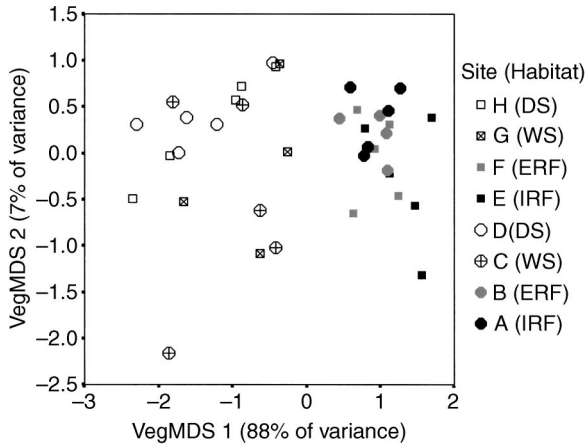 1.5
1.0
0.5
0.0
−0.5
−1.0
−1.5
−2.0
−2.5
VegMDS 2 (7% of variance)
−3
−2
−1
0
1
2
VegMDS 1 (88% of variance)
Site (Habitat)
H (DS)
G (WS)
F (ERF)
E (IRF)
D(DS)
C (WS)
B (ERF)
A (IRF)